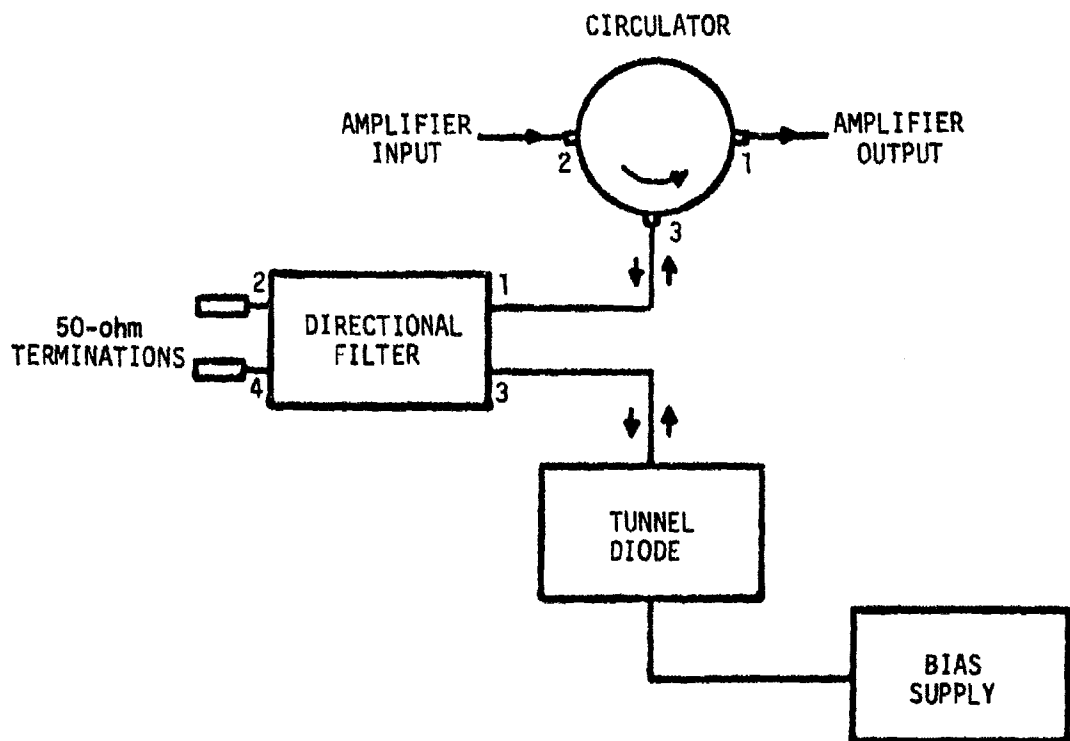 CIRCULATOR
AMPLIFIER
INPUT
2
1
AMPLIFIER
OUTPUT
3
2
1
50-ohm
TERMINATIONS
DIRECTIONAL
FILTER
4
3
TUNNEL
DIODE
BIAS
SUPPLY